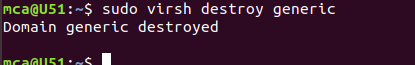 mca@U51:~$ sudo virsh destroy generic
Domain generic destroyed
mca@U51:~$